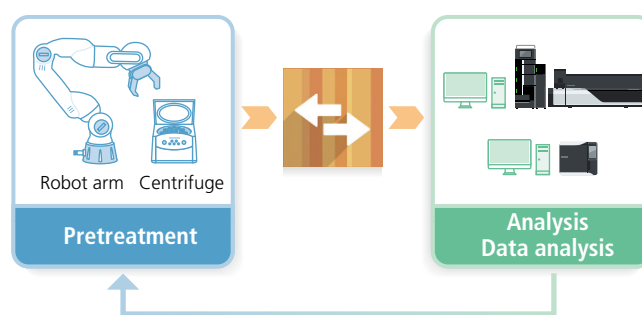 Robot arm Centrifuge
Pretreatment
Analysis
Data analysis